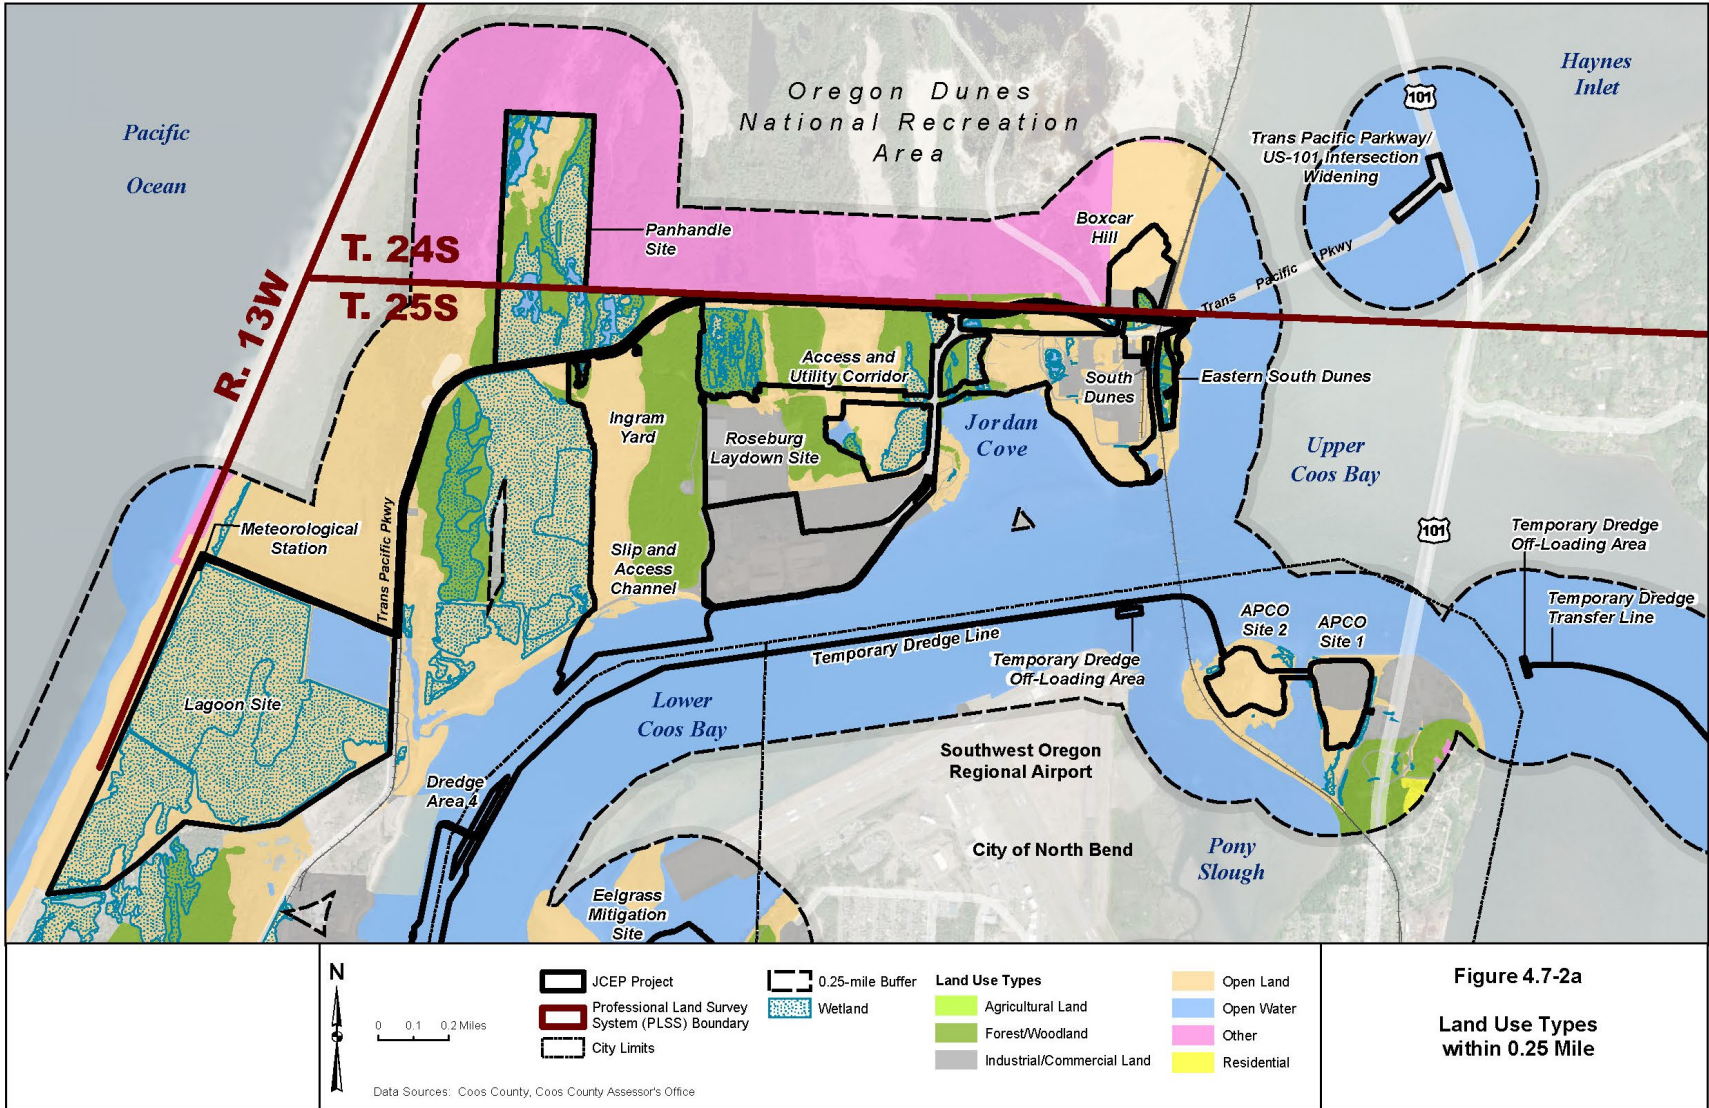 Pacific
Ocean
Oregon Dunes
National Recreation
Area
Haynes
Inlet
101
Trans Pacific Parkway/
US-101 Intersection
Widening
Boxcar
Hill
Panhandle
Site
T. 24S
T. 25S
R. 13W
Trans Pacific Pkwy
Access and
Utility Corridor
South
Dunes
Eastern South Dunes
Ingram
Yard
Roseburg
Laydown Site
Jordan
Cove
Upper
Coos Bay
101
Meteorological
Station
Trans Pacific Pkwy
Slip and
Access
Channel
Temporary Dredge
Off-Loading Area
Temporary Dredge
Transfer Line
APCO
Site 2
APCO
Site 1
Temporary Dredge Line
Temporary Dredge
Off-Loading Area
Lagoon Site
Lower
Coos Bay
Southwest Oregon
Regional Airport
Dredge
Area 4
City of North Bend
Pony
Slough
Eelgrass
Mitigation
Site
N
0 0.1 0.2 Miles
JCEP Project
Professional Land Survey
System (PLSS) Boundary
City Limits
0.25-mile Buffer
Wetland
Land Use Types
Agricultural Land
Forest/Woodland
Industrial/Commercial Land
Open Land
Open Water
Other
Residential
Data Sources: Coos County, Coos County Assessor's Office
Figure 4.7-2a
Land Use Types
within 0.25 Mile